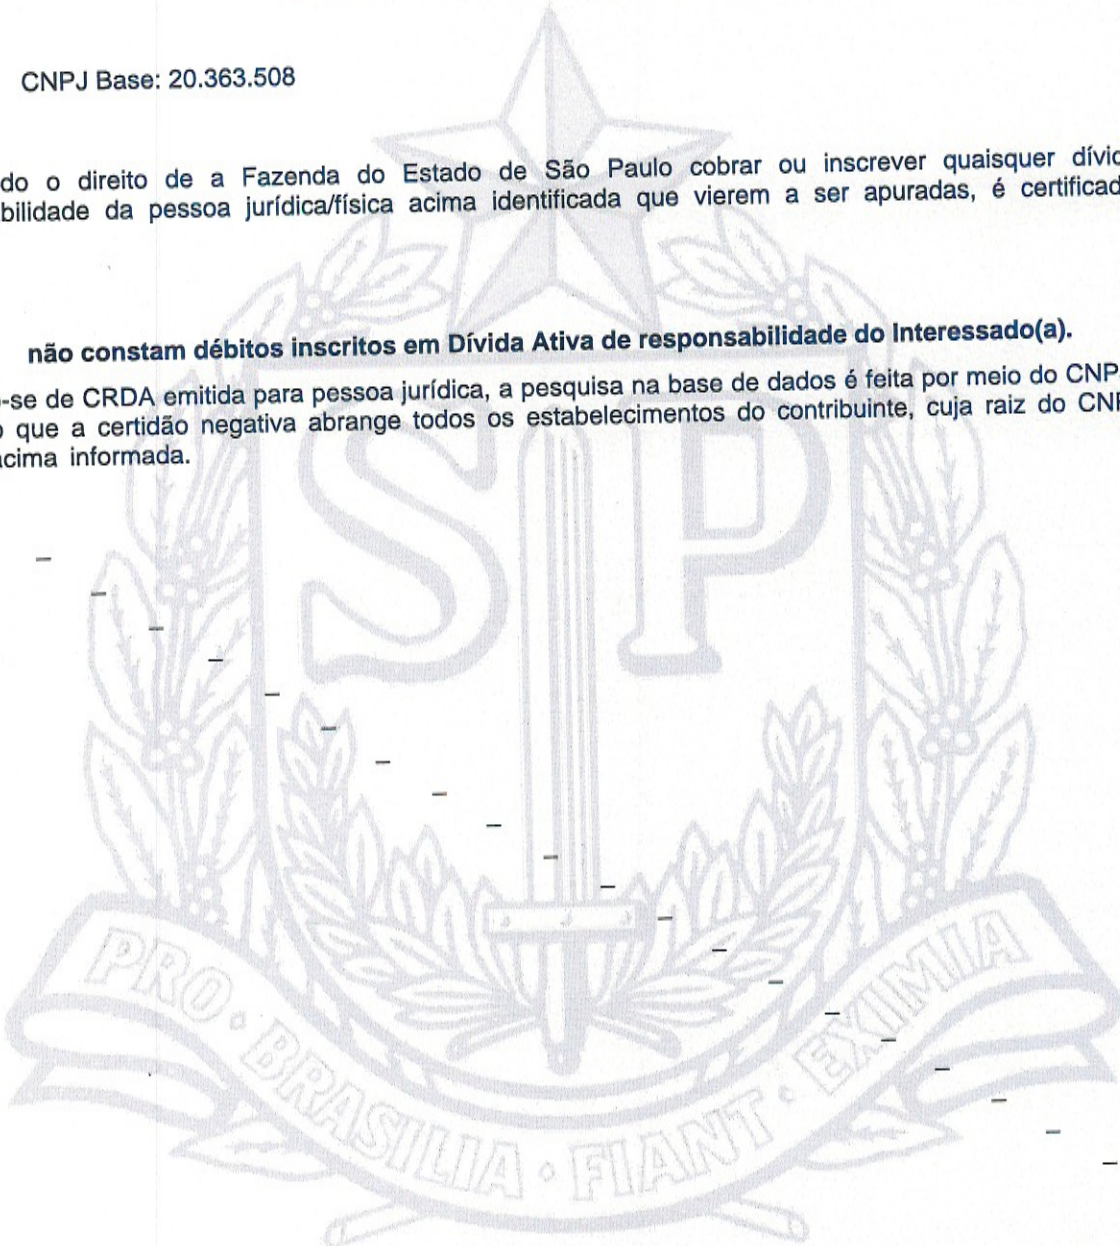 CNPJ Base: 20.363.508
do o direito de a Fazenda do Estado de São Paulo cobrar ou inscrever quaisquer
bilidade da pessoa jurídica/física acima identificada que vierem a ser apuradas, é
não constam débitos inscritos em Dívida Ativa de responsabilidade do Interessado(a).
-se de CRDA emitida para pessoa jurídica, a pesquisa na base de dados é feita por meio do CNP
que a certidão negativa abrange todos os estabelecimentos do contribuinte, cuja raiz do
acima informada.
SP
PRO • BRASILIA • FIANT • EXIMIA